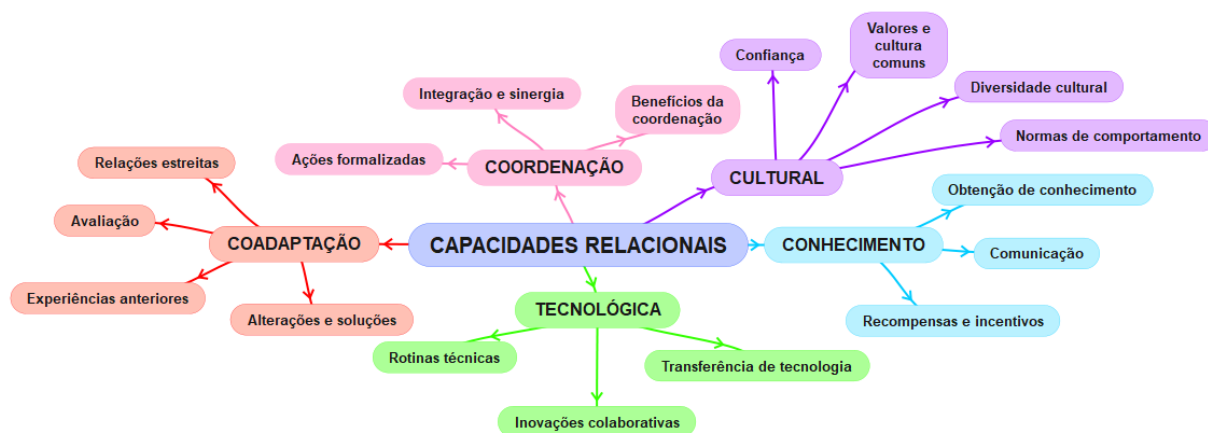 Valores e
cultura
comuns
Confiança
Diversidade cultural
Normas de comportamento
CULTURAL
Integração e sinergia
Benefícios da
coordenação
Ações formalizadas
COORDENAÇÃO
Relações estreitas
Avaliação
COADAPTAÇÃO
Experiências anteriores
Alterações e soluções
CAPACIDADES RELACIONAIS
CONHECIMENTO
Obtenção de conhecimento
Comunicação
Recompensas e incentivos
TECNOLÓGICA
Rotinas técnicas
Transferência de tecnologia
Inovações colaborativas